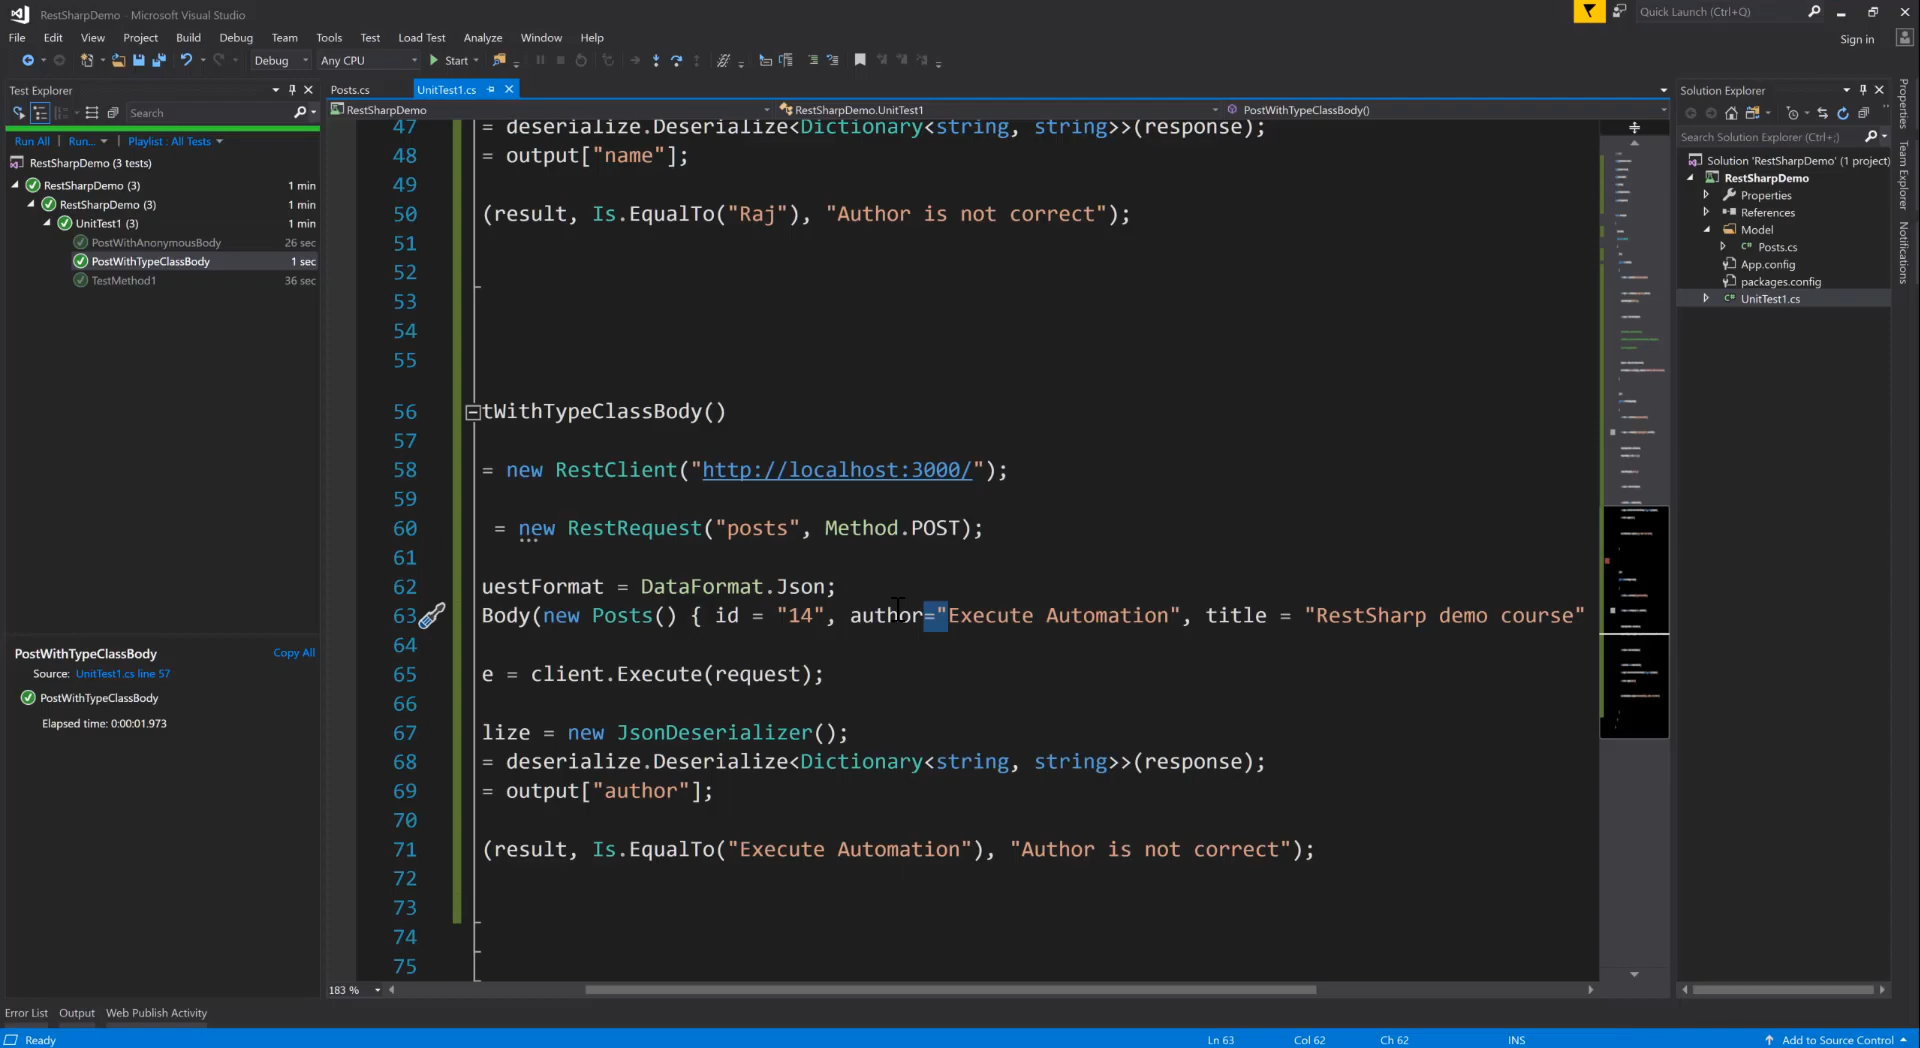 RestSharpDemo - Microsoft Visual Studio
Quick Launch (Ctrl+Q)
File Edit View Project Build Debug Team Tools Test Load Test Analyze Window Help
Sign in
Debug Any CPU Start
Test Explorer
Search
Run All | Run... Playlist : All Tests
RestSharpDemo (3 tests)
RestSharpDemo (3) 1 min
RestSharpDemo (3) 1 min
UnitTest1 (3) 1 min
PostWithAnonymousBody 26 sec
PostWithTypeClassBody 1 sec
TestMethod1 36 sec
PostWithTypeClassBody Copy All
Source: UnitTest1.cs line 57
PostWithTypeClassBody
Elapsed time: 0:00:01.973
Posts.cs UnitTest1.cs
RestSharpDemo RestSharpDemo.UnitTest1 PostWithTypeClassBody()
47 = deserialize.Deserialize<Dictionary<string, string>>(response);
48 = output["name"];
49
50 (result, Is.EqualTo("Raj"), "Author is not correct");
51
52
53
54
55
56 tWithTypeClassBody()
57
58 = new RestClient("http://localhost:3000/");
59
60 = new RestRequest("posts", Method.POST);
61
62 uestFormat = DataFormat.Json;
63 Body(new Posts() { id = "14", author="Execute Automation", title = "RestSharp demo course"
64
65 e = client.Execute(request);
66
67 lize = new JsonDeserializer();
68 = deserialize.Deserialize<Dictionary<string, string>>(response);
69 = output["author"];
70
71 (result, Is.EqualTo("Execute Automation"), "Author is not correct");
72
73
74
75
183 %
Solution Explorer
Search Solution Explorer (Ctrl+;)
Solution 'RestSharpDemo' (1 project)
RestSharpDemo
Properties
References
Model
Posts.cs
App.config
packages.config
UnitTest1.cs
Properties
Team Explorer
Notifications
Error List Output Web Publish Activity
Ready Ln 63 Col 62 Ch 62 INS Add to Source Control